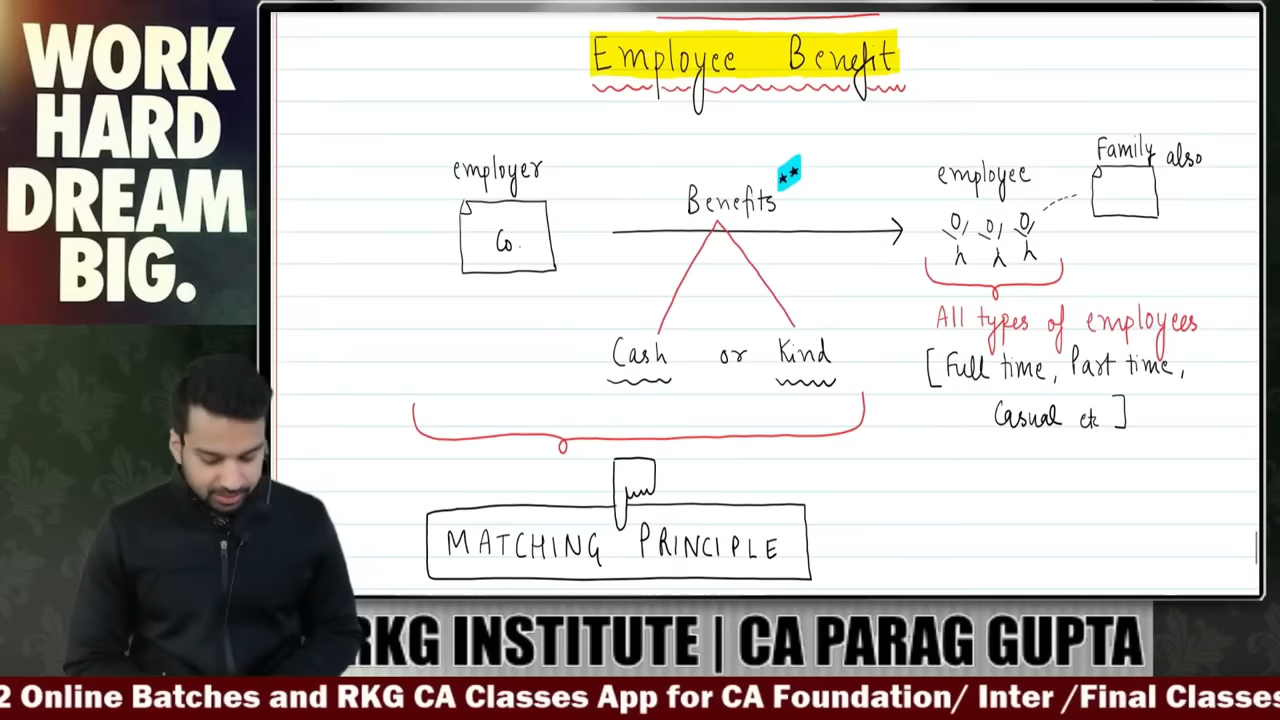 WORK
HARD
DREAM
BIG.
Employee Benefit
employer
Co.
Benefits
employee
Family also
Cash or Kind
All types of employees
[Full time, Part time,
Casual etc]
MATCHING PRINCIPLE
RKG INSTITUTE | CA PARAG GUPTA
2 Online Batches and RKG CA Classes App for CA Foundation/ Inter /Final Classes